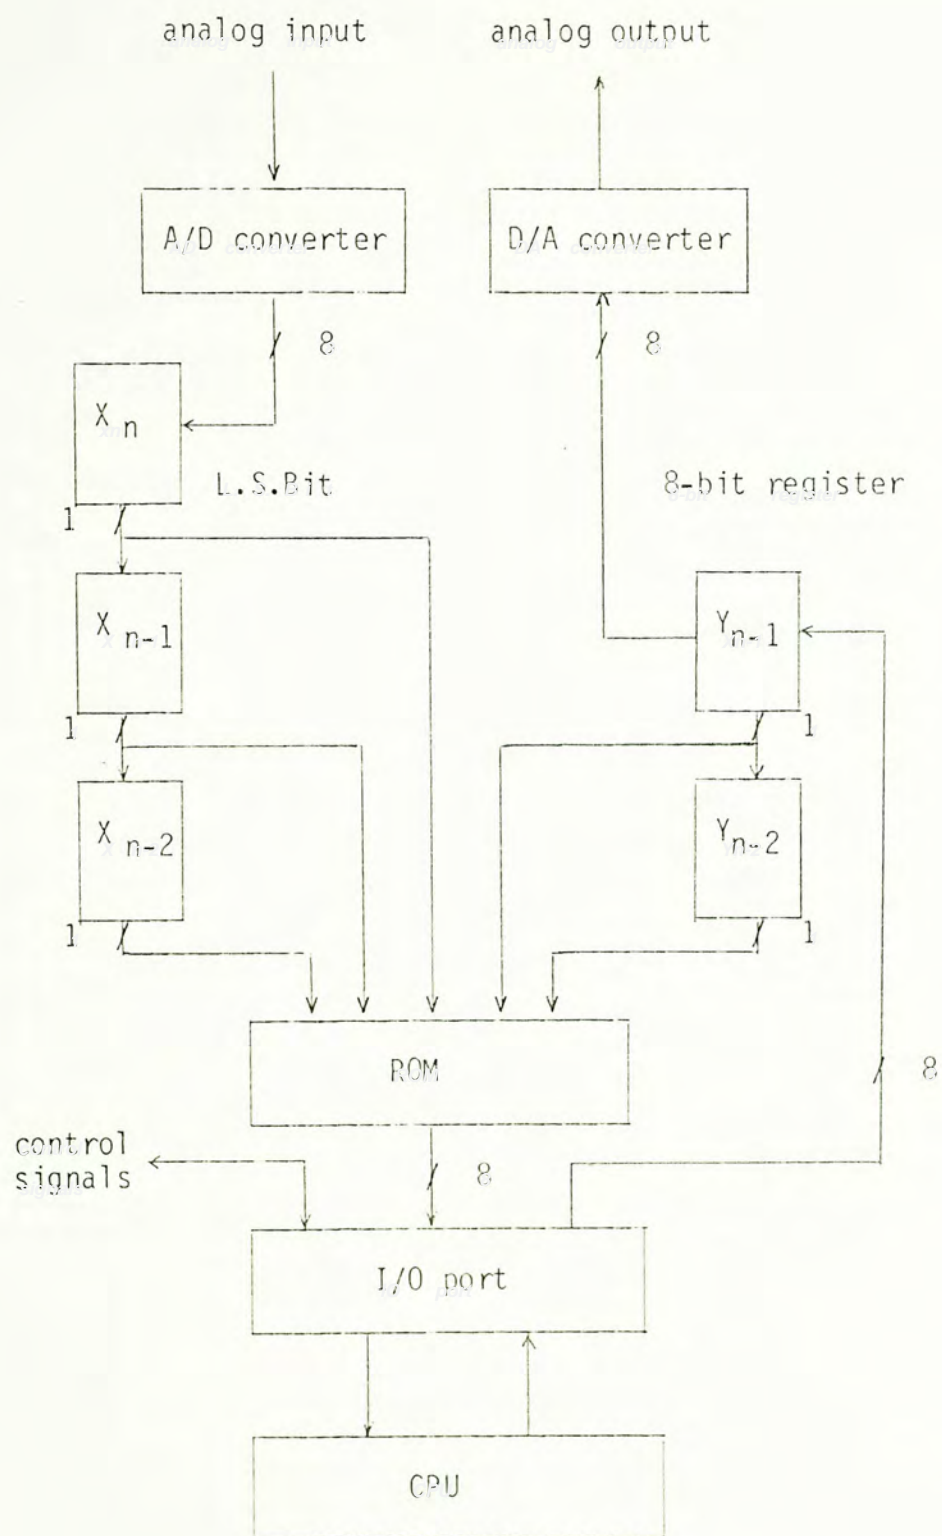 analog input
analog output
A/D converter
D/A converter
8
8
X n
L.S.Bit
8-bit register
1
X n-1
Y n-1
1
1
X n-2
Y n-2
1
1
ROM
8
control
signals
8
I/O port
CPU